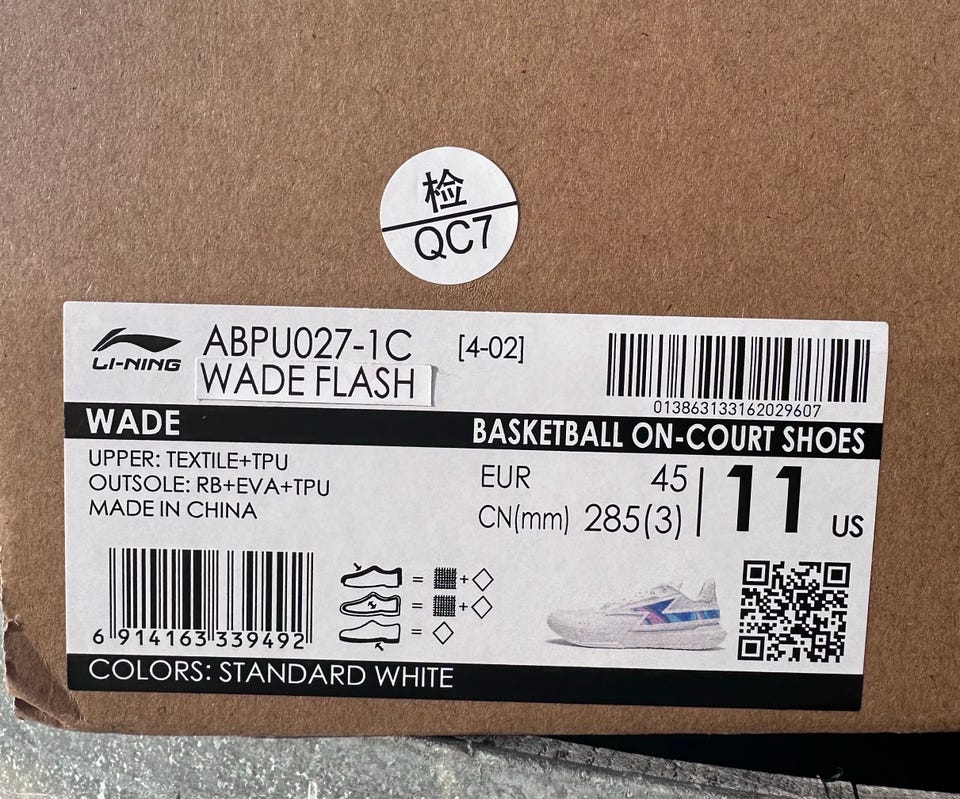 检
QC7
LI-NING
ABPU027-1C [4-02]
WADE FLASH
013863133162029607
WADE
BASKETBALL ON-COURT SHOES
UPPER: TEXTILE+TPU
OUTSOLE: RB+EVA+TPU
MADE IN CHINA
EUR 45
CN(mm) 285(3)
11 US
= +
= +
=
6 914163 339492
COLORS: STANDARD WHITE